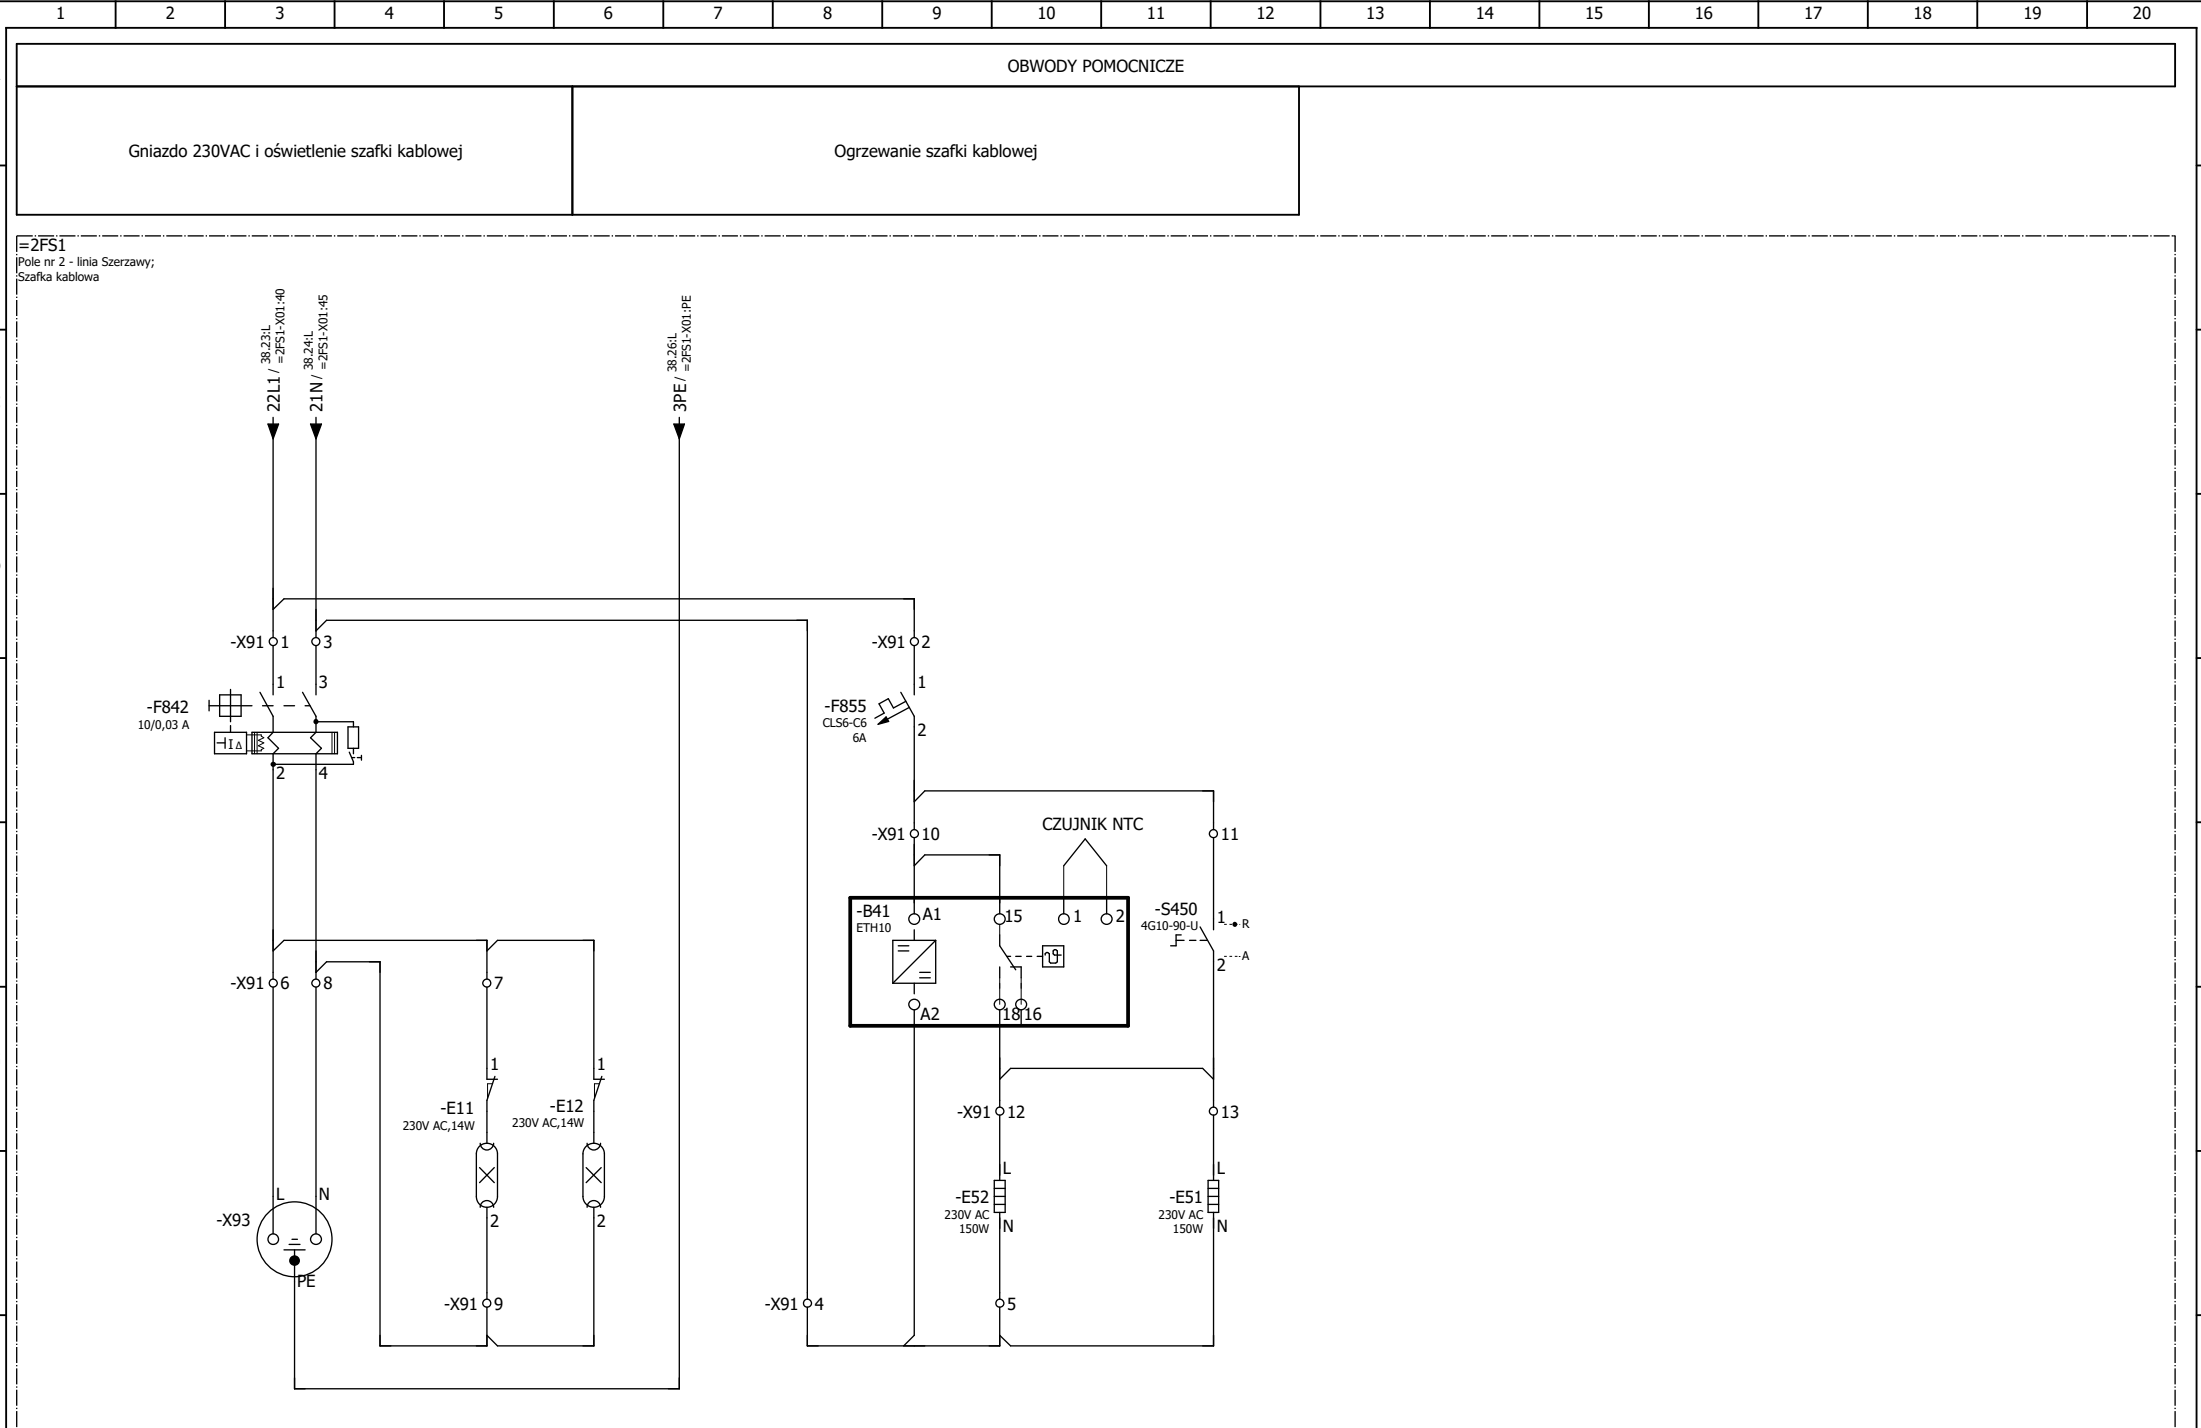 1 2 3 4 5 6 7 8 9 10 11 12 13 14 15 16 17 18 19 20
OBWODY POMOCNICZE
Gniazdo 230VAC i oświetlenie szafki kablowej
Ogrzewanie szafki kablowej
=2FS1
Pole nr 2 - linia Szerzawy;
Szafka kablowa
22L1 / 38.23:L
=2FS1-X01:40
21N / 38.24:L
=2FS1-X01:45
3PE / 38.26:L
=2FS1-X01:PE
-X91 1 3
-X91 2
1 3
-F842
10/0,03 A
I Δ
2 4
1
-F855
CLS6-C6
6A
2
-X91 10
CZUJNIK NTC
11
-B41
ETH10
A1
15
1
2
-S450
4G10-90-U
1
R
2
A
ϑ
A2
18 16
-X91 6 8
7
1
-E11
230V AC,14W
2
1
-E12
230V AC,14W
2
-X91 12
13
L
-E52
230V AC
150W
N
L
-E51
230V AC
150W
N
L N
-X93
PE
-X91 9
-X91 4
5